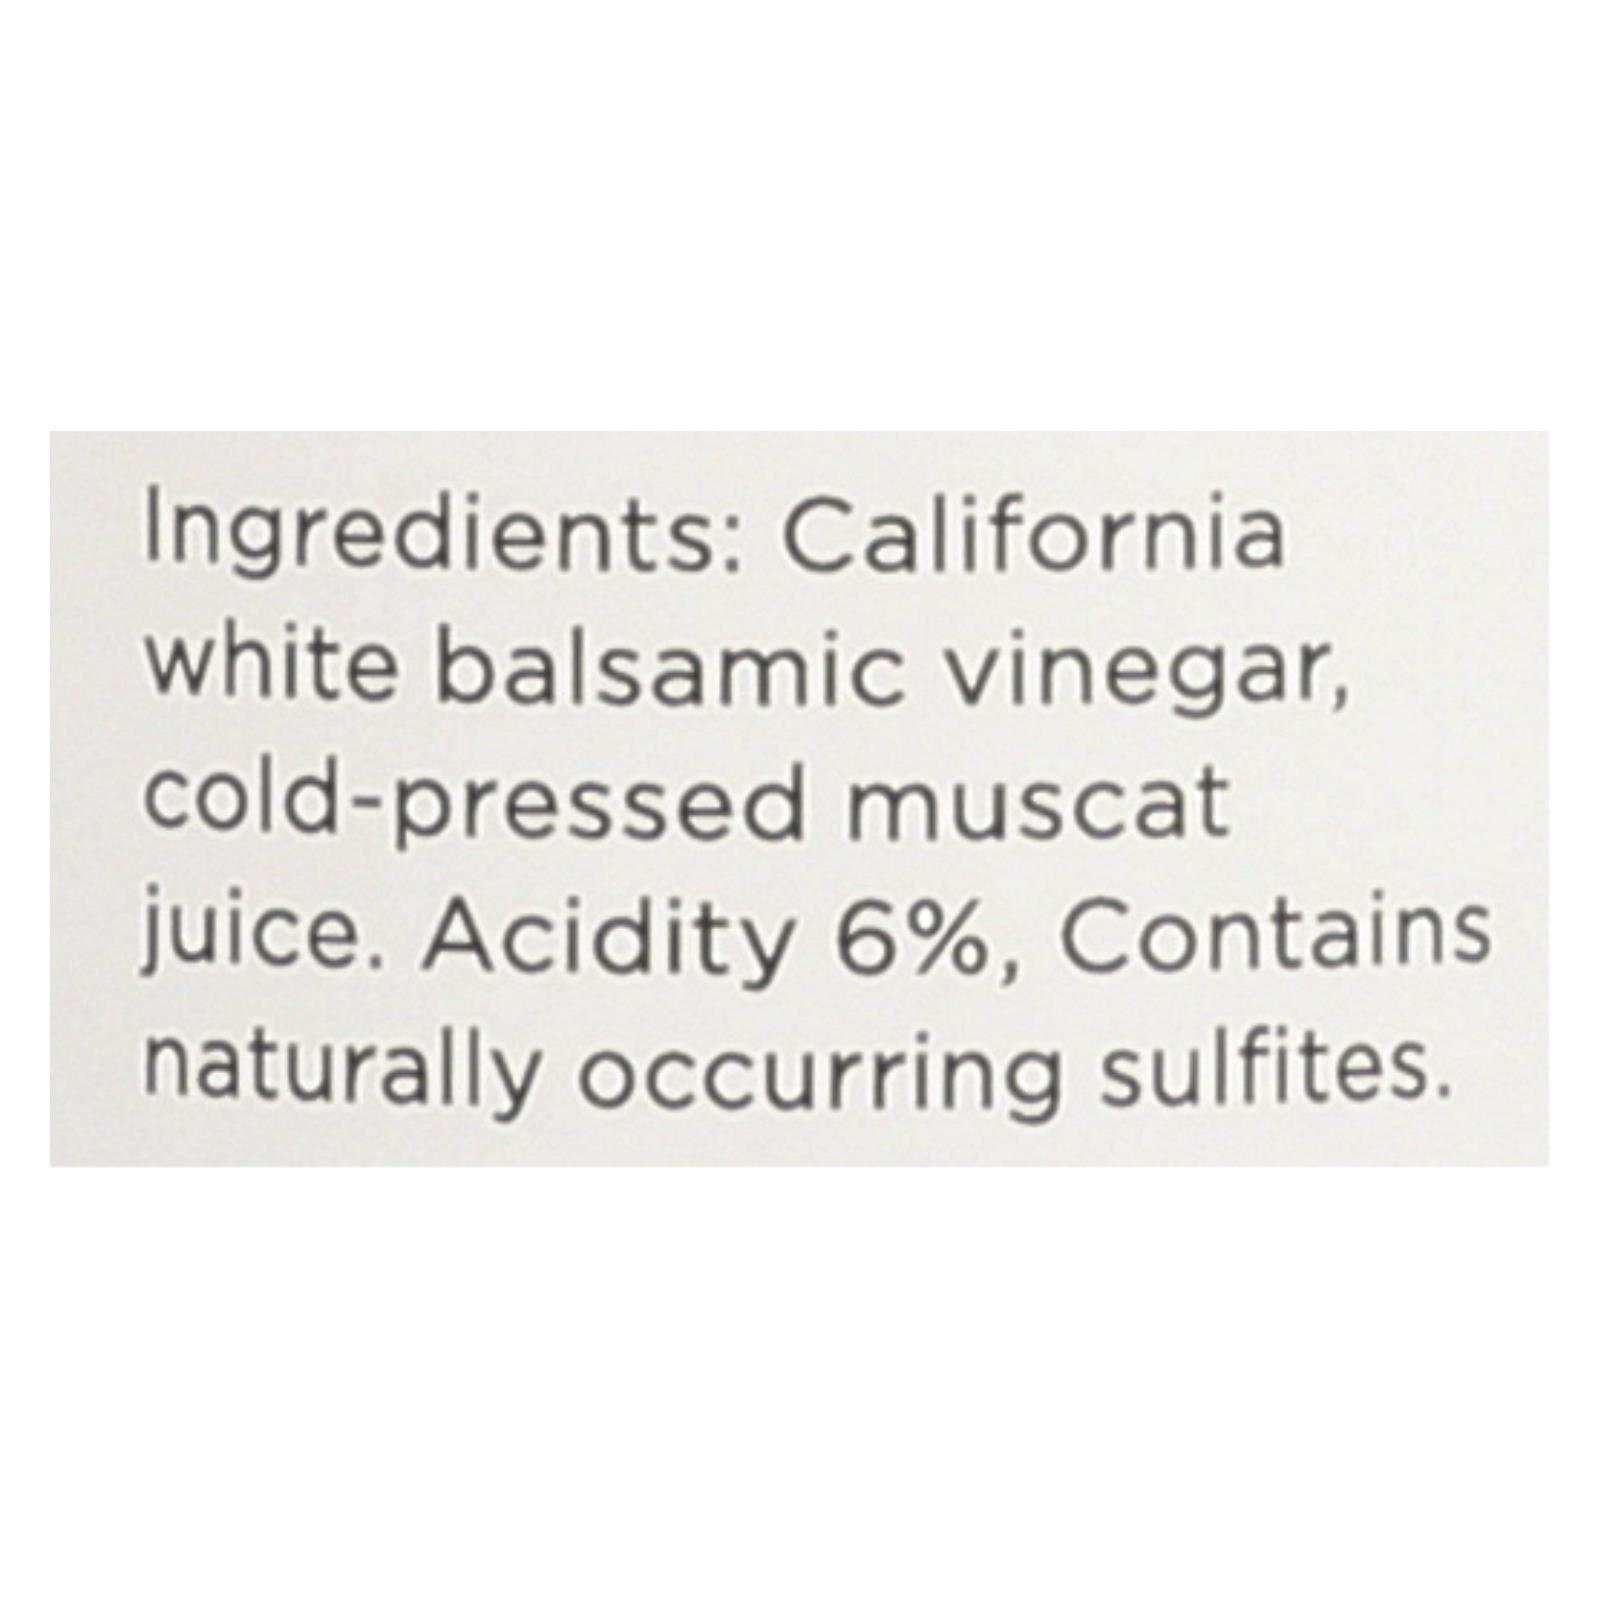 Ingredients: California
white balsamic vinegar,
cold-pressed muscat
juice. Acidity 6%, Contains
naturally occurring sulfites.